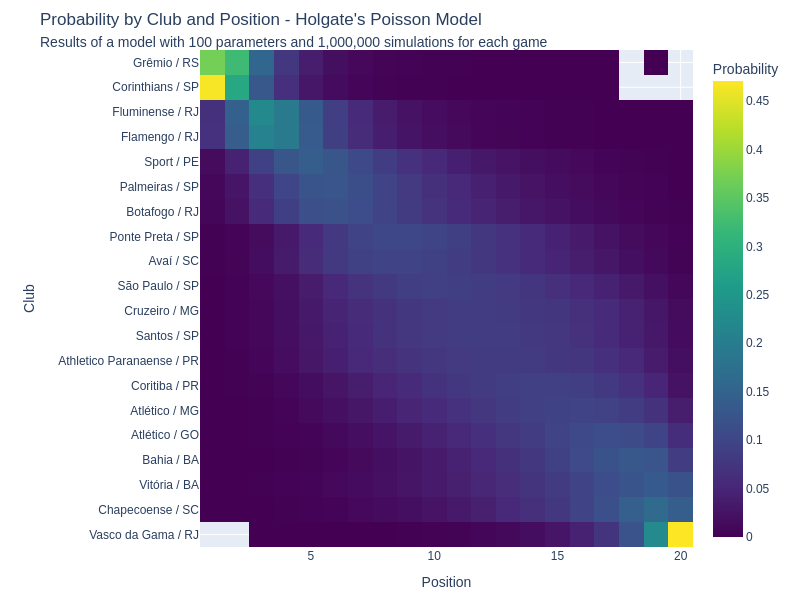 Probability by Club and Position - Holgate's Poisson Model
Results of a model with 100 parameters and 1,000,000 simulations for each game
Probability
Grêmio / RS
Corinthians / SP
Fluminense / RJ
Flamengo / RJ
Sport / PE
Palmeiras / SP
Botafogo / RJ
Ponte Preta / SP
Avaí / SC
São Paulo / SP
Cruzeiro / MG
Santos / SP
Athletico Paranaense / PR
Coritiba / PR
Atlético / MG
Atlético / GO
Bahia / BA
Vitória / BA
Chapecoense / SC
Vasco da Gama / RJ
Club
5
10
15
20
Position
0.45
0.4
0.35
0.3
0.25
0.2
0.15
0.1
0.05
0